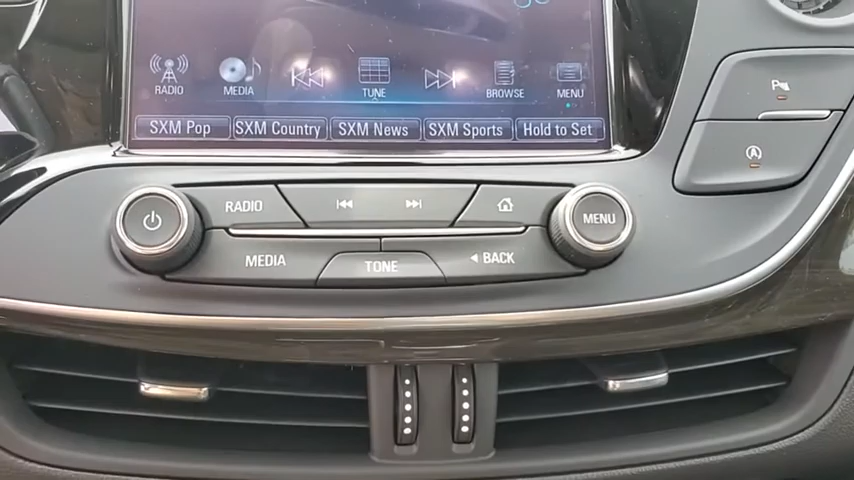 RADIO MEDIA TUNE BROWSE MENU
SXM Pop SXM Country SXM News SXM Sports Hold to Set
RADIO MENU
MEDIA TONE BACK